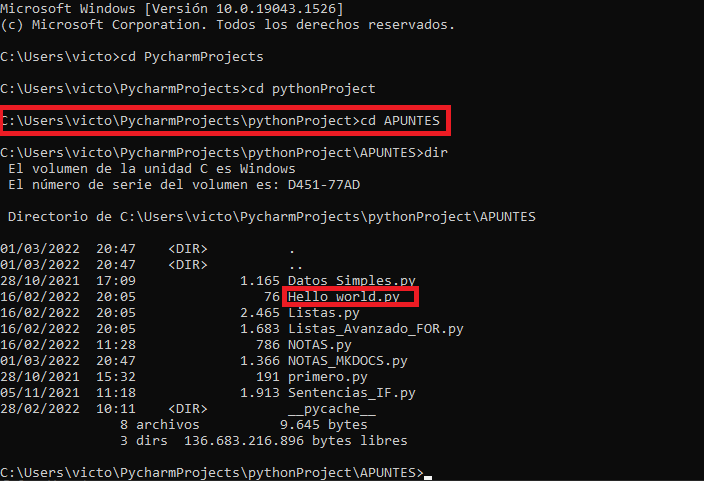 Microsoft Windows [Versión 10.0.19043.1526]
(c) Microsoft Corporation. Todos los derechos reservados.
C:\Users\victo>cd PycharmProjects
C:\Users\victo\PycharmProjects>cd pythonProject
C:\Users\victo\PycharmProjects\pythonProject>cd APUNTES
C:\Users\victo\PycharmProjects\pythonProject\APUNTES>dir
El volumen de la unidad C es Windows
El número de serie del volumen es: D451-77AD
Directorio de C:\Users\victo\PycharmProjects\pythonProject\APUNTES
01/03/2022  20:47    <DIR>          .
01/03/2022  20:47    <DIR>          ..
28/10/2021  17:09             1.165 Datos Simples.py
16/02/2022  20:05                76 Hello world.py
16/02/2022  20:05             2.465 Listas.py
16/02/2022  20:05             1.683 Listas_Avanzado_FOR.py
16/02/2022  11:28               786 NOTAS.py
01/03/2022  20:47             1.366 NOTAS_MKDOCS.py
28/10/2021  15:32               191 primero.py
05/11/2021  11:18             1.913 Sentencias_IF.py
28/02/2022  10:11    <DIR>          __pycache__
8 archivos          9.645 bytes
3 dirs  136.683.216.896 bytes libres
C:\Users\victo\PycharmProjects\pythonProject\APUNTES>